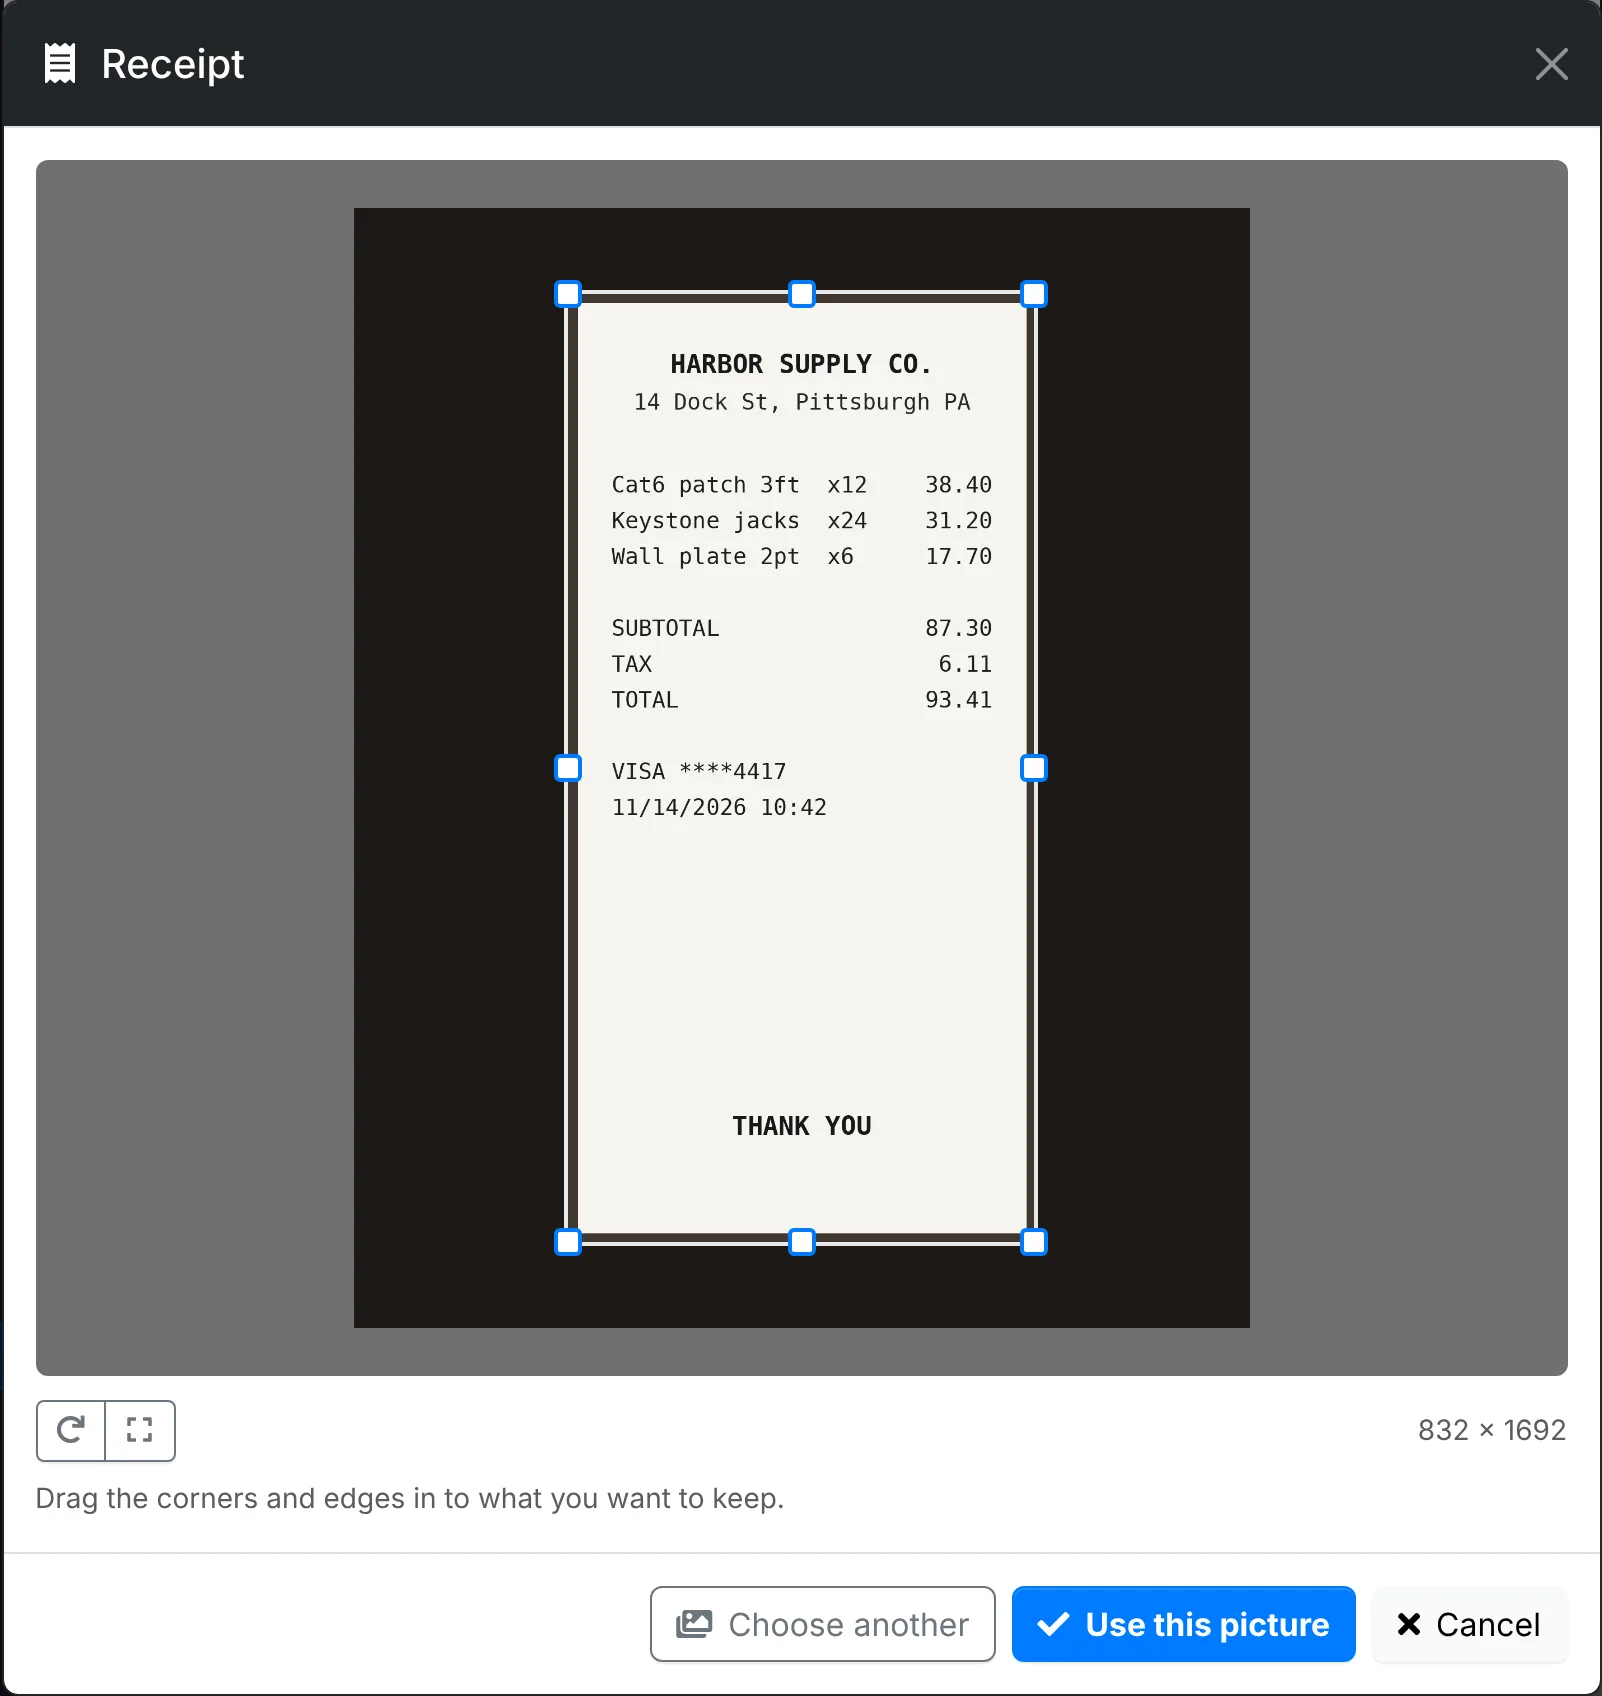 Receipt
HARBOR SUPPLY CO.
14 Dock St, Pittsburgh PA
Cat6 patch 3ft x12 38.40
Keystone jacks x24 31.20
Wall plate 2pt x6 17.70
SUBTOTAL 87.30
TAX 6.11
TOTAL 93.41
VISA ****4417
11/14/2026 10:42
THANK YOU
832 × 1692
Drag the corners and edges in to what you want to keep.
Choose another
Use this picture
Cancel